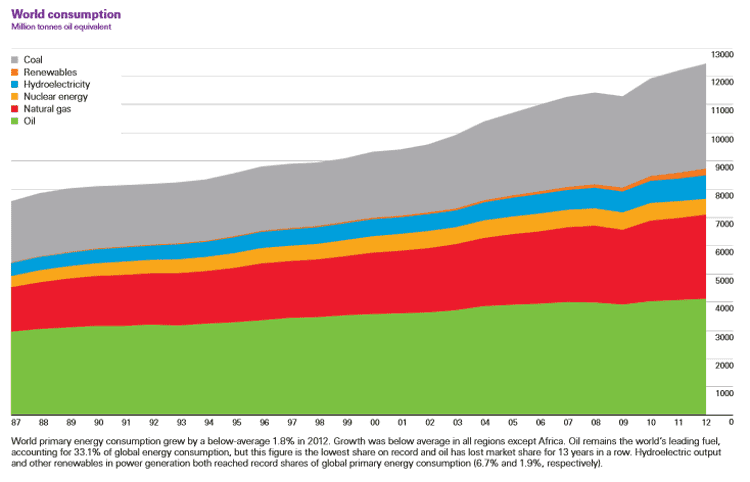 World consumption
Million tonnes oil equivalent
Coal
Renewables
Hydroelectricity
Nuclear energy
Natural gas
Oil
13000
12000
11000
10000
9000
8000
7000
6000
5000
4000
3000
2000
1000
87 88 89 90 91 92 93 94 95 96 97 98 99 00 01 02 03 04 05 06 07 08 09 10 11 12 0
World primary energy consumption grew by a below-average 1.8% in 2012. Growth was below average in all regions except Africa. Oil remains the world's leading fuel,
accounting for 33.1% of global energy consumption, but this figure is the lowest share on record and oil has lost market share for 13 years in a row. Hydroelectric output
and other renewables in power generation both reached record shares of global primary energy consumption (6.7% and 1.9%, respectively).